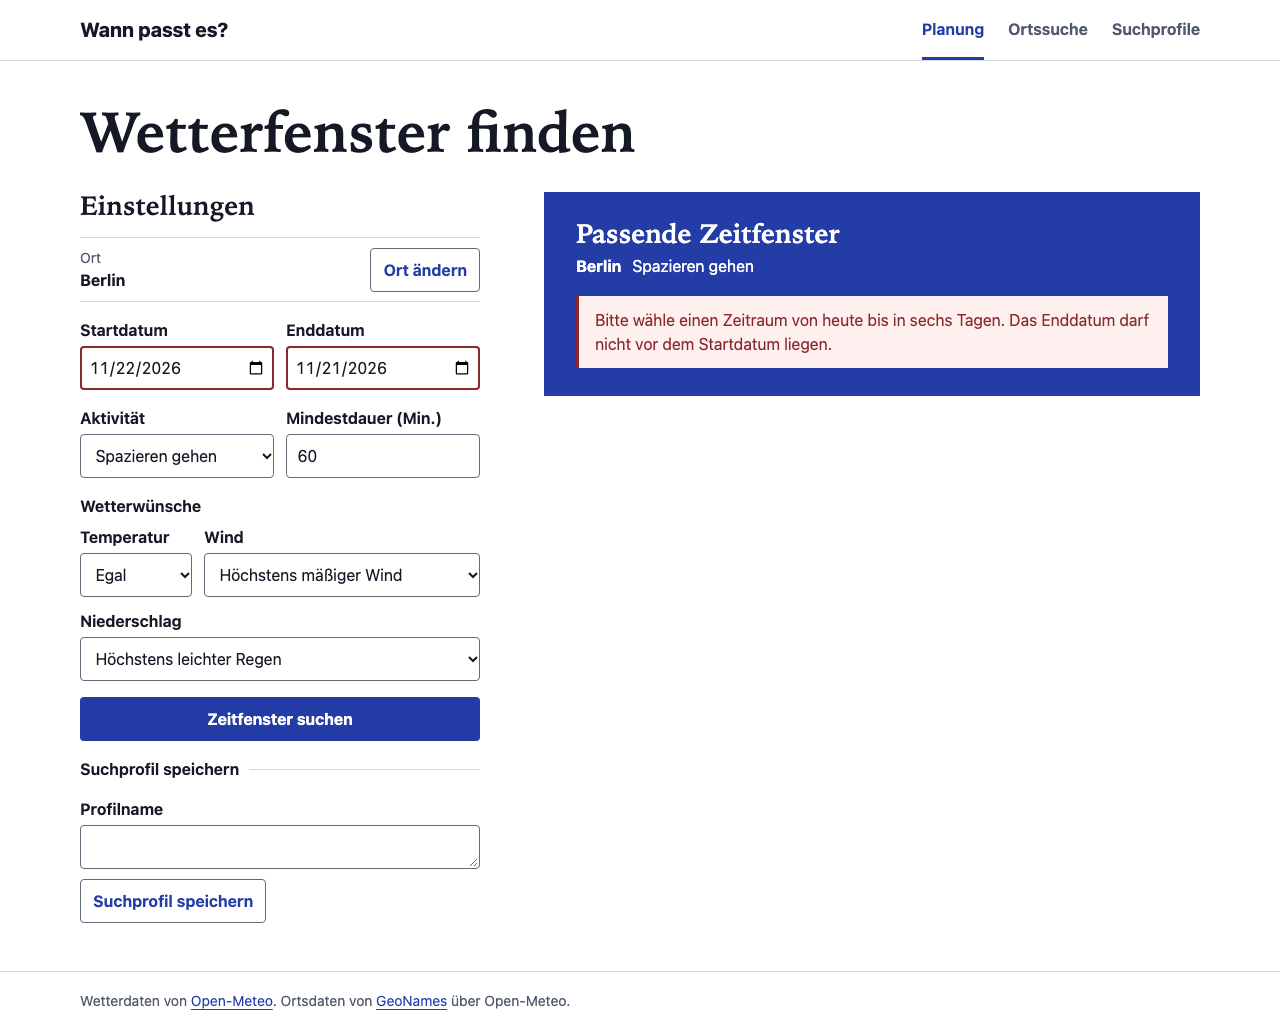 Wann passt es?
Planung
Ortssuche
Suchprofile
Wetterfenster finden
Einstellungen
Ort
Berlin
Ort ändern
Startdatum
Enddatum
11/22/2026
11/21/2026
Aktivität
Mindestdauer (Min.)
Spazieren gehen
60
Wetterwünsche
Temperatur
Wind
Egal
Höchstens mäßiger Wind
Niederschlag
Höchstens leichter Regen
Zeitfenster suchen
Suchprofil speichern
Profilname
Suchprofil speichern
Passende Zeitfenster
Berlin Spazieren gehen
Bitte wähle einen Zeitraum von heute bis in sechs Tagen. Das Enddatum darf
nicht vor dem Startdatum liegen.
Wetterdaten von Open-Meteo. Ortsdaten von GeoNames über Open-Meteo.